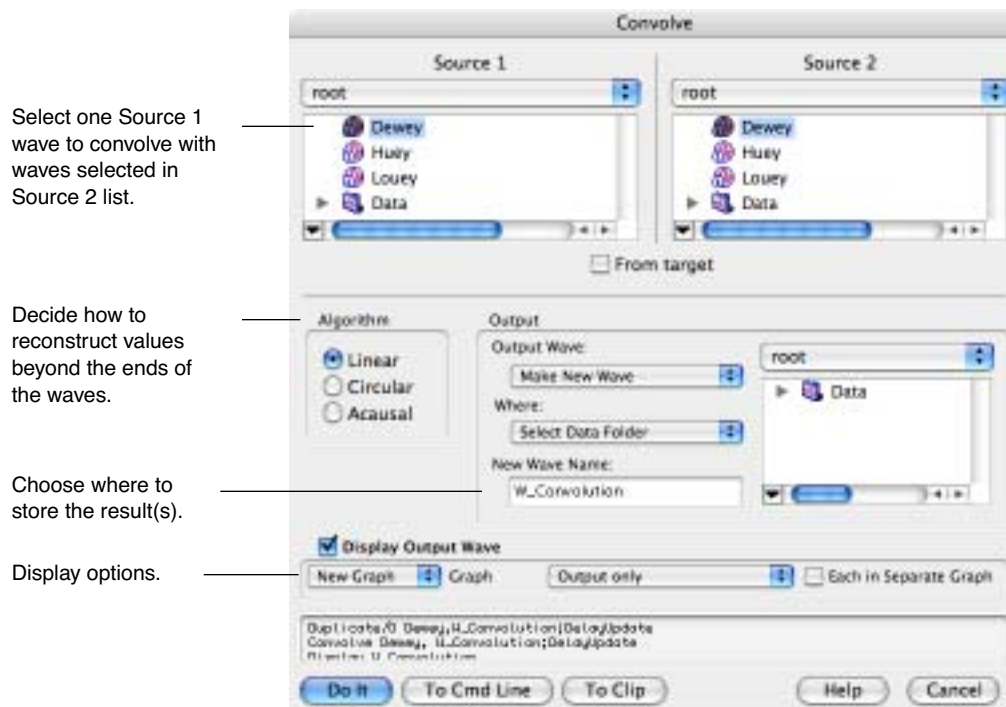 Convolve
Source 1
Source 2
root
root
Select one Source 1
wave to convolve with
waves selected in
Source 2 list.
Dewey
Huey
Louey
Data
Dewey
Huey
Louey
Data
From target
Decide how to
reconstruct values
beyond the ends of
the waves.
Algorithm
Linear
Circular
Acausal
Output
Output Wave:
Make New Wave
Where:
Select Data Folder
New Wave Name:
W_Convolution
root
Data
Choose where to
store the result(s).
Display Output Wave
Display options.
New Graph
Graph
Output only
Each in Separate Graph
Duplicate/O Dewey,W_Convolution;DelayUpdate
Convolve Dewey, W_Convolution;DelayUpdate
Display W_Convolution
Do It
To Cmd Line
To Clip
Help
Cancel